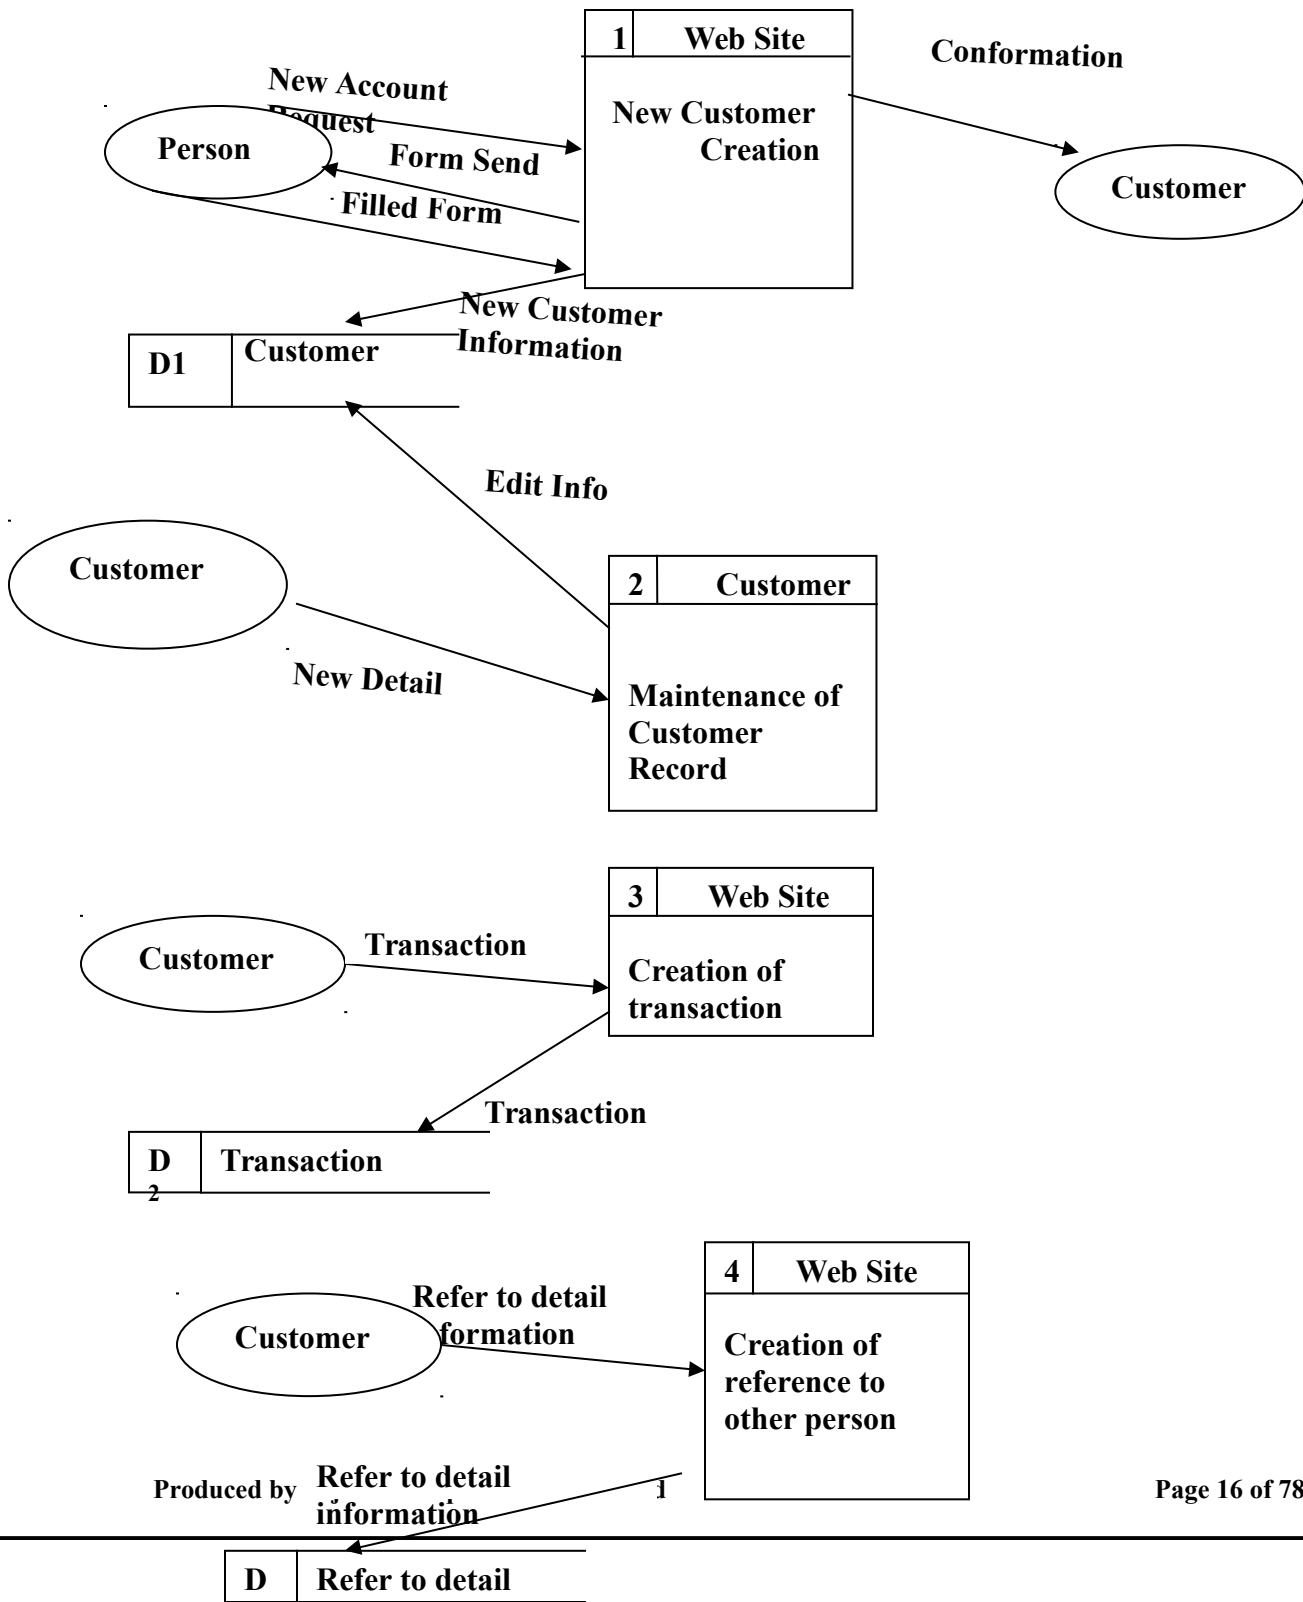 1 Web Site
Conformation
New Account
Request
New Customer
Creation
Person
Form Send
Customer
Filled Form
New Customer
Information
D1 Customer
Edit Info
Customer
2 Customer
New Detail
Maintenance of
Customer
Record
3 Web Site
Customer
Transaction
Creation of
transaction
Transaction
D Transaction
2
4 Web Site
Refer to detail
formation
Customer
Creation of
reference to
other person
Refer to detail
information
Produced by
Page 16 of 78
D Refer to detail